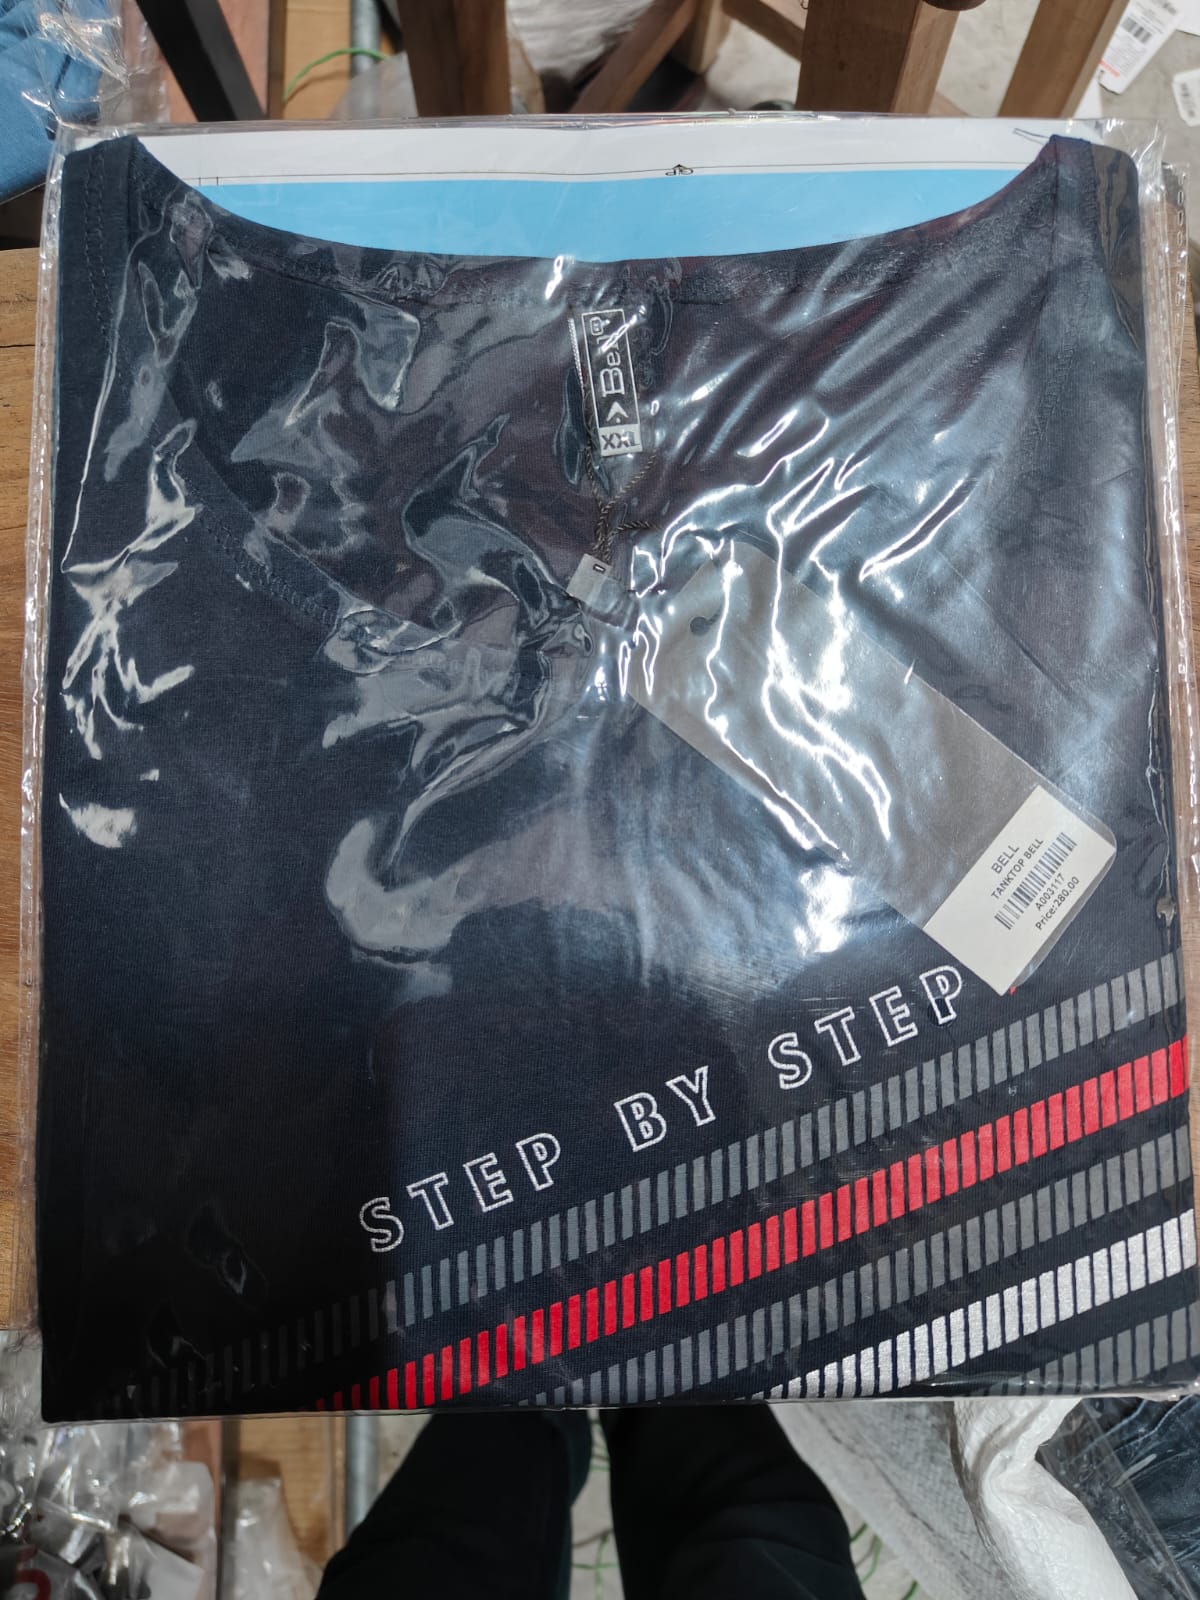 Bell
XXL
BELL
TANKTOP BELL
A003117
Price:280.00
STEP BY STEP